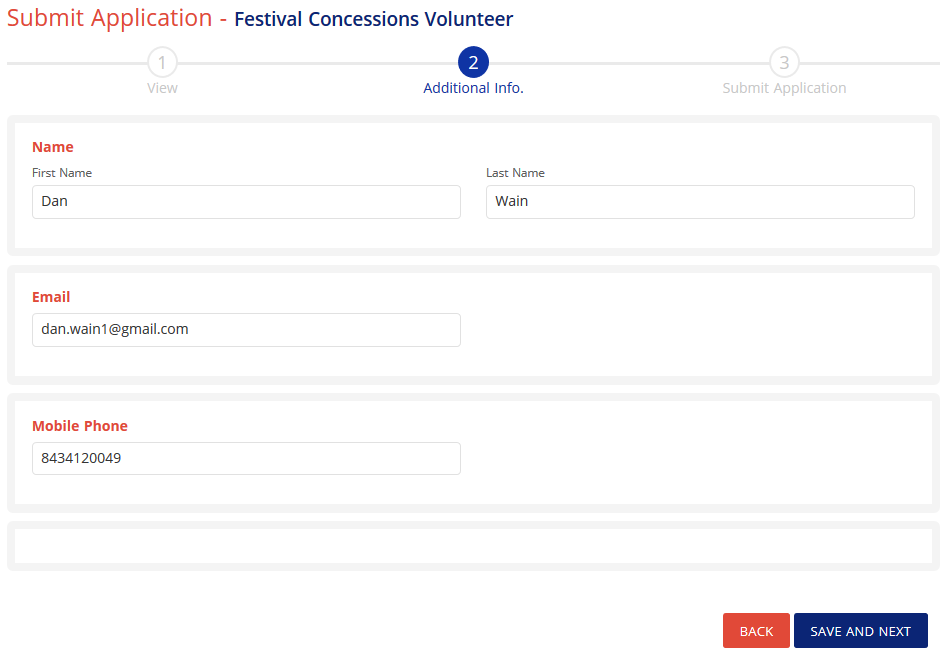 Submit Application - Festival Concessions Volunteer
1 2 3
View Additional Info. Submit Application
Name
First Name Last Name
Dan Wain
Email
dan.wain1@gmail.com
Mobile Phone
8434120049
BACK SAVE AND NEXT